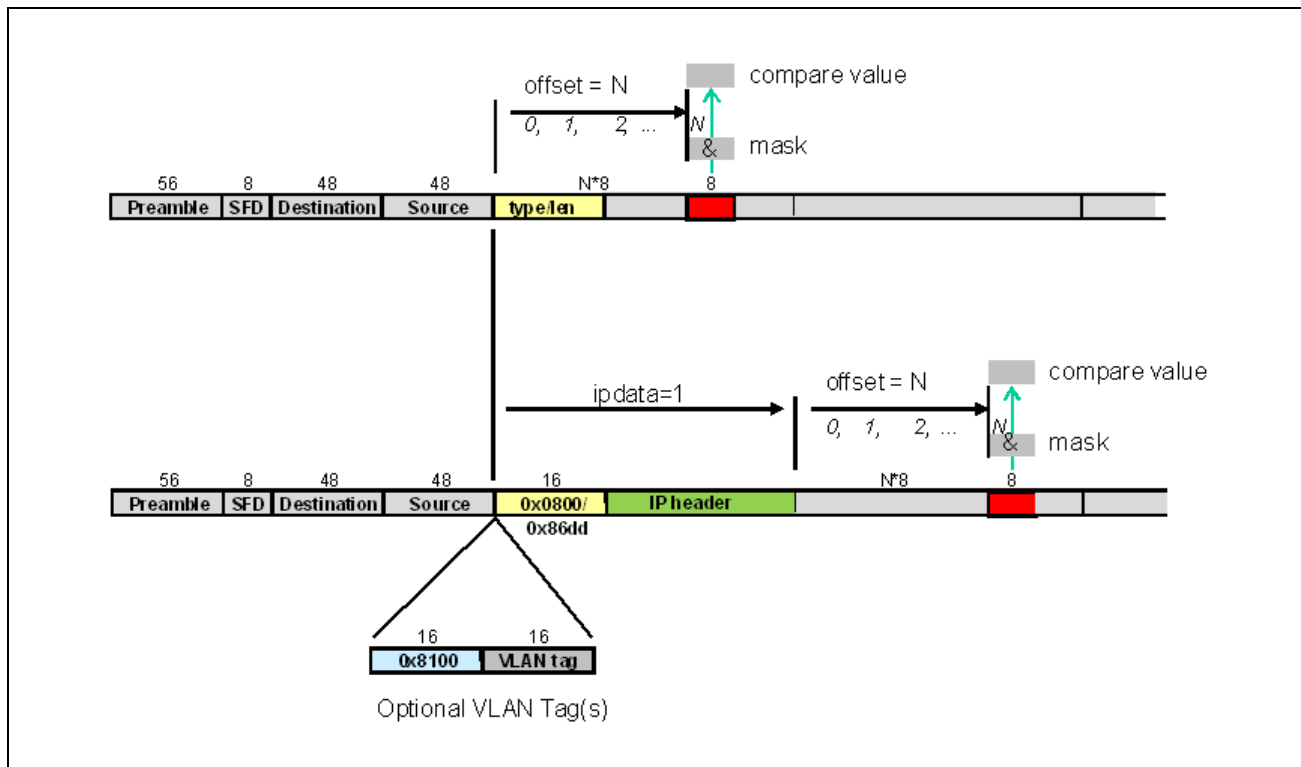 compare value
offset = N
0, 1, 2, ... N
& mask
56 8 48 48 N*8 8
Preamble SFD Destination Source type/len
compare value
offset = N
ipdata=1
0, 1, 2, ... N
& mask
56 8 48 48 16 N*8 8
Preamble SFD Destination Source 0x0800/ IP header
0x86dd
16 16
0x8100 VLAN tag
Optional VLAN Tag(s)